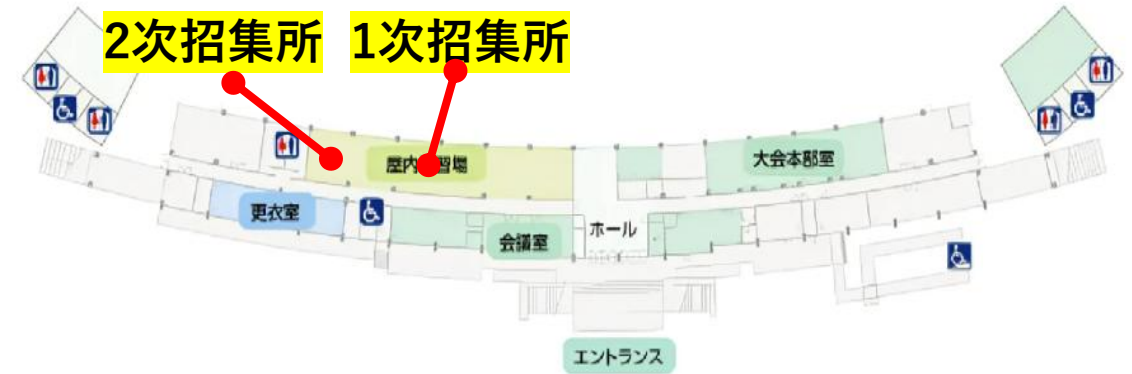 2次招集所 1次招集所
屋内 習場
大会本部室
更衣室
会議室
ホール
エントランス